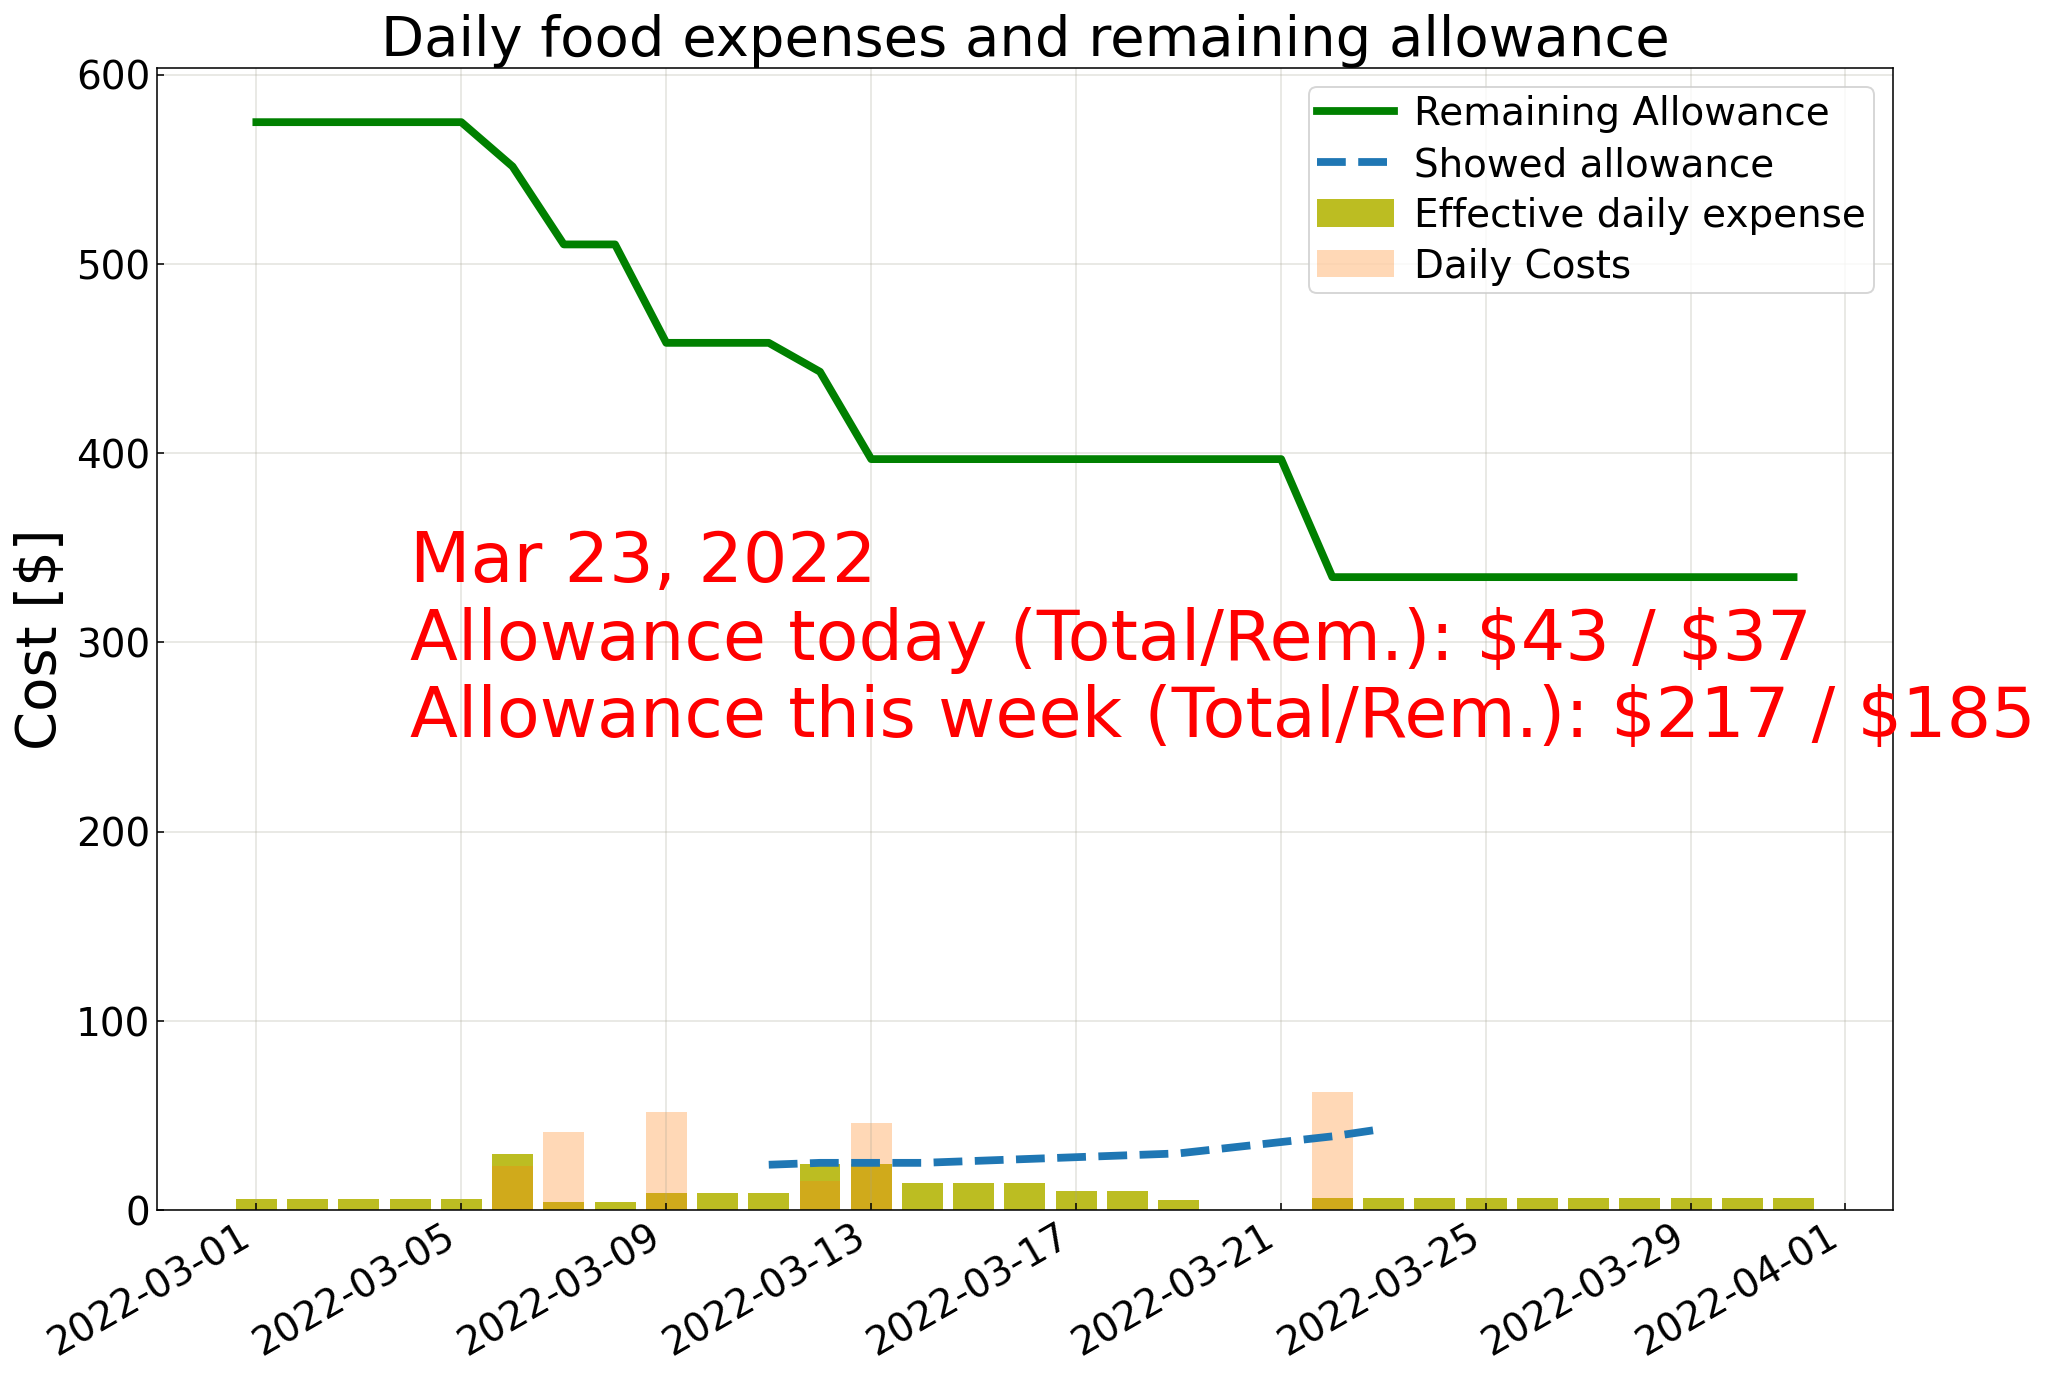 Daily food expenses and remaining allowance
600
500
400
300
200
100
0
Cost [$]
Remaining Allowance
Showed allowance
Effective daily expense
Daily Costs
Mar 23, 2022
Allowance today (Total/Rem.): $43 / $37
Allowance this week (Total/Rem.): $217 / $185
2022-03-01
2022-03-05
2022-03-09
2022-03-13
2022-03-17
2022-03-21
2022-03-25
2022-03-29
2022-04-01